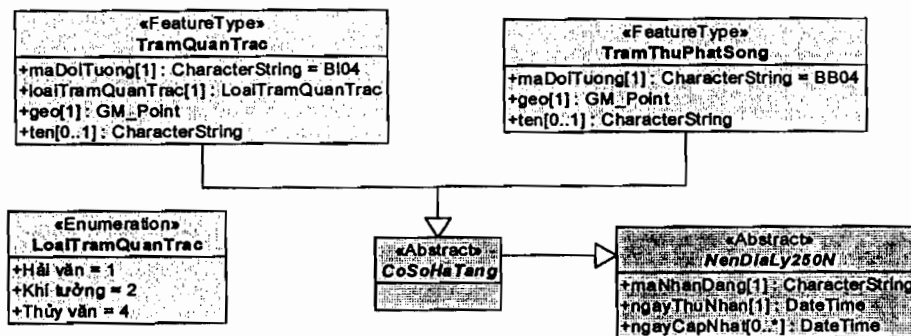 «FeatureType»
TramQuanTrac
+maDoiTuong[1] : CharacterString = BI04
+loaiTramQuanTrac[1] : LoaiTramQuanTrac
+geo[1] : GM_Point
+ten[0..1] : CharacterString
«FeatureType»
TramThuPhatSong
+maDoiTuong[1] : CharacterString = BB04
+geo[1] : GM_Point
+ten[0..1] : CharacterString
«Enumeration»
LoaiTramQuanTrac
+Hải văn = 1
+Khí tượng = 2
+Thủy văn = 4
«Abstract»
CoSoHaTang
«Abstract»
NenDiaLy250N
+maNhanDang[1] : CharacterString
+ngayThuNhan[1] : DateTime
+ngayCapNhat[0..*] : DateTime